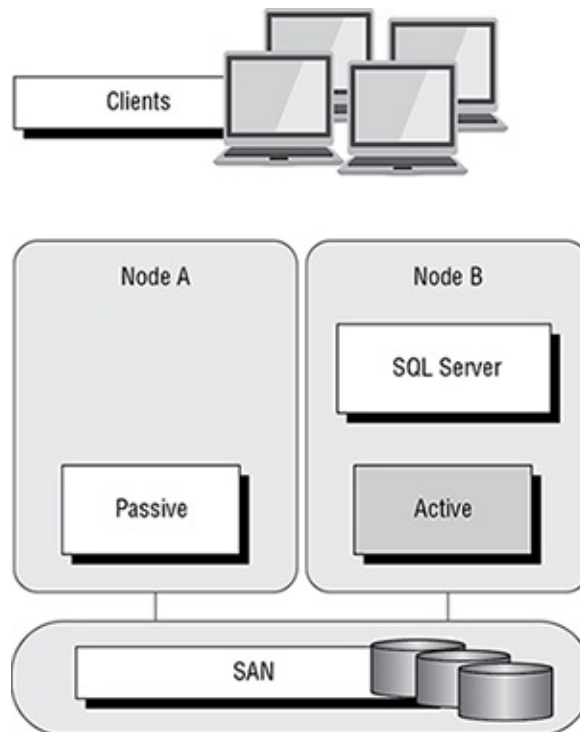 Clients
Node A
Node B
SQL Server
Passive
Active
SAN